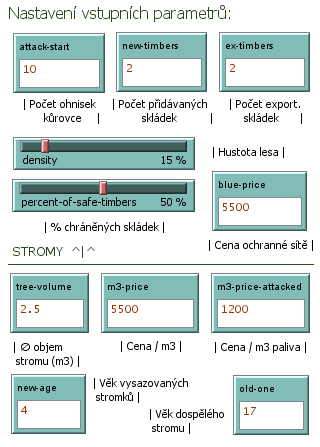 Nastavení vstupních parametrů:
attack-start
10
new-timbers
2
ex-timbers
2
| Počet ohnisek kůrovce |
| Počet přidávaných skládek |
| Počet export. skládek |
density 15 %
| Hustota lesa |
percent-of-safe-timbers 50 %
| % chráněných skládek |
blue-price
5500
| Cena ochranné sítě |
STROMY ^|^
tree-volume
2.5
m3-price
5500
m3-price-attacked
1200
| ∅ objem stromu (m3) |
| Cena / m3 |
| Cena / m3 paliva |
new-age
4
| Věk vysazovaných stromků |
| Věk dospělého stromu |
old-one
17